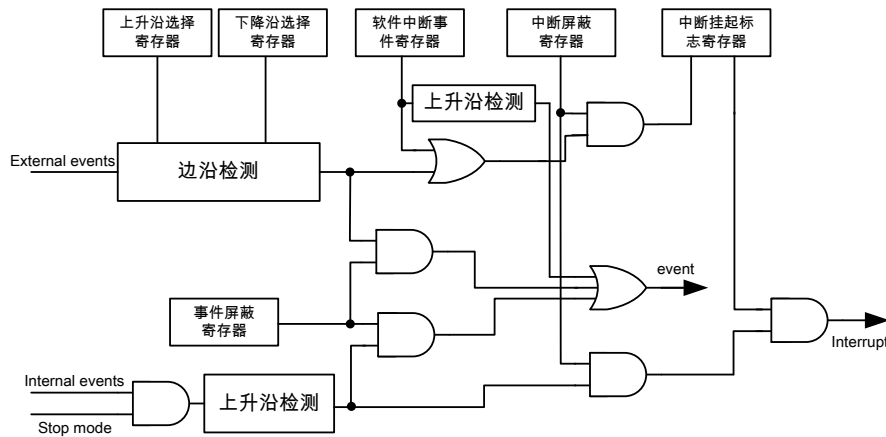 上升沿选择
寄存器
下降沿选择
寄存器
软件中断事
件寄存器
中断屏蔽
寄存器
中断挂起标
志寄存器
上升沿检测
External events
边沿检测
event
事件屏蔽
寄存器
Interrupt
Internal events
上升沿检测
Stop mode